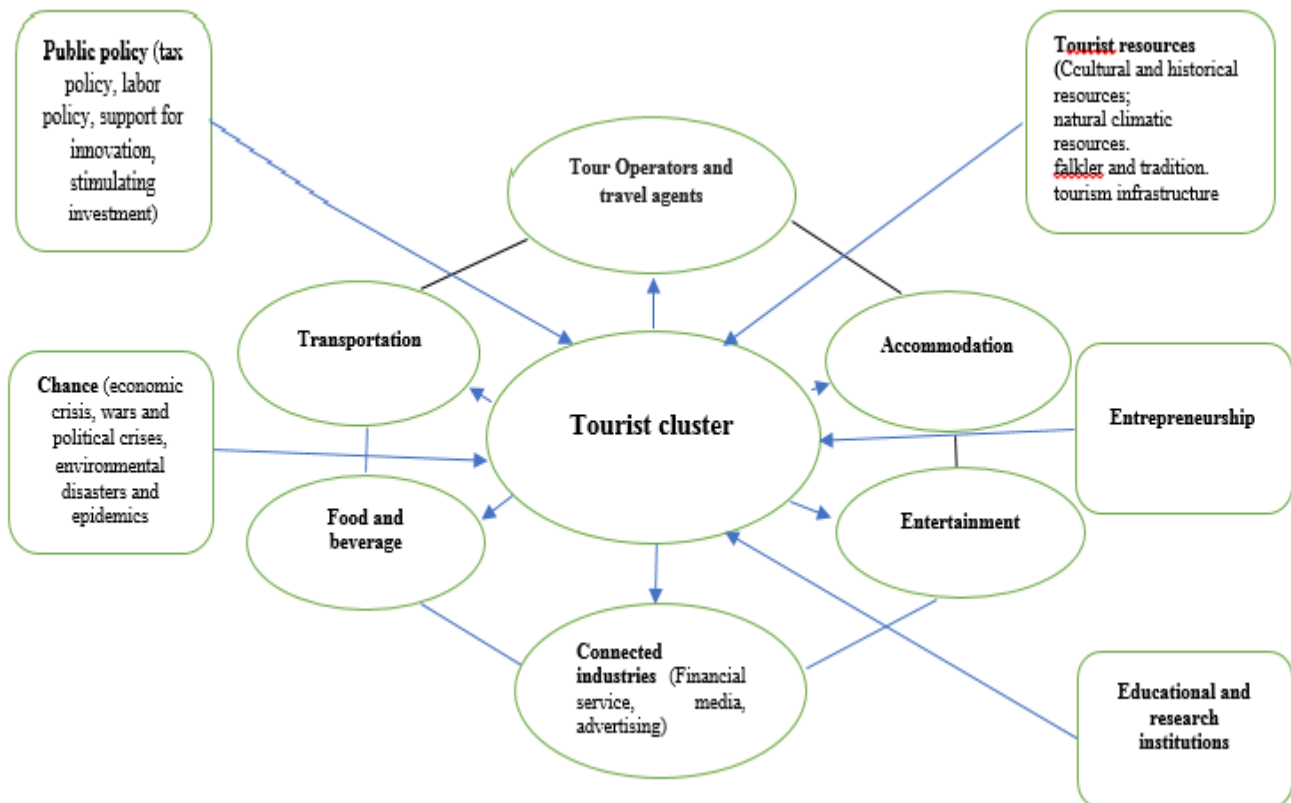 Public policy (tax
policy, labor
policy, support for
innovation,
stimulating
investment)
Tourist resources
(Ccultural and historical
resources;
natural climatic
resources.
falkler and tradition.
tourism infrastructure
Tour Operators and
travel agents
Transportation
Accommodation
Chance (economic
crisis, wars and
political crises,
environmental
disasters and
epidemics
Tourist cluster
Entrepreneurship
Food and
beverage
Entertainment
Connected
industries (Financial
service, media,
advertising)
Educational and
research
institutions